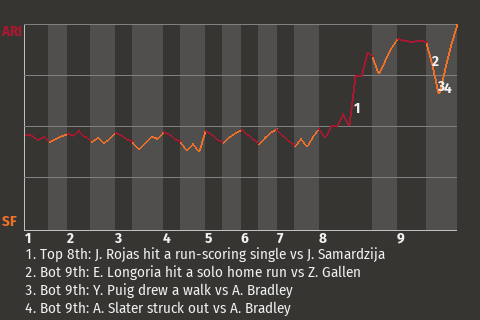 ARI
2
34
1
SF
1 2 3 4 5 6 7 8 9
1. Top 8th: J. Rojas hit a run-scoring single vs J. Samardzija
2. Bot 9th: E. Longoria hit a solo home run vs Z. Gallen
3. Bot 9th: Y. Puig drew a walk vs A. Bradley
4. Bot 9th: A. Slater struck out vs A. Bradley